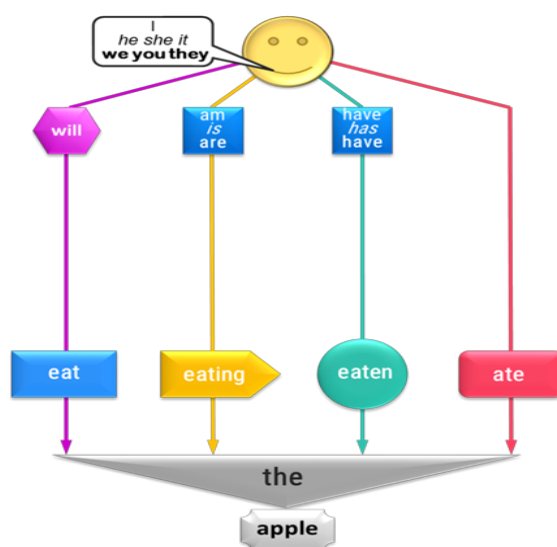 I
he she it
we you they
will
am
is
are
have
has
have
eat
eating
eaten
ate
the
apple